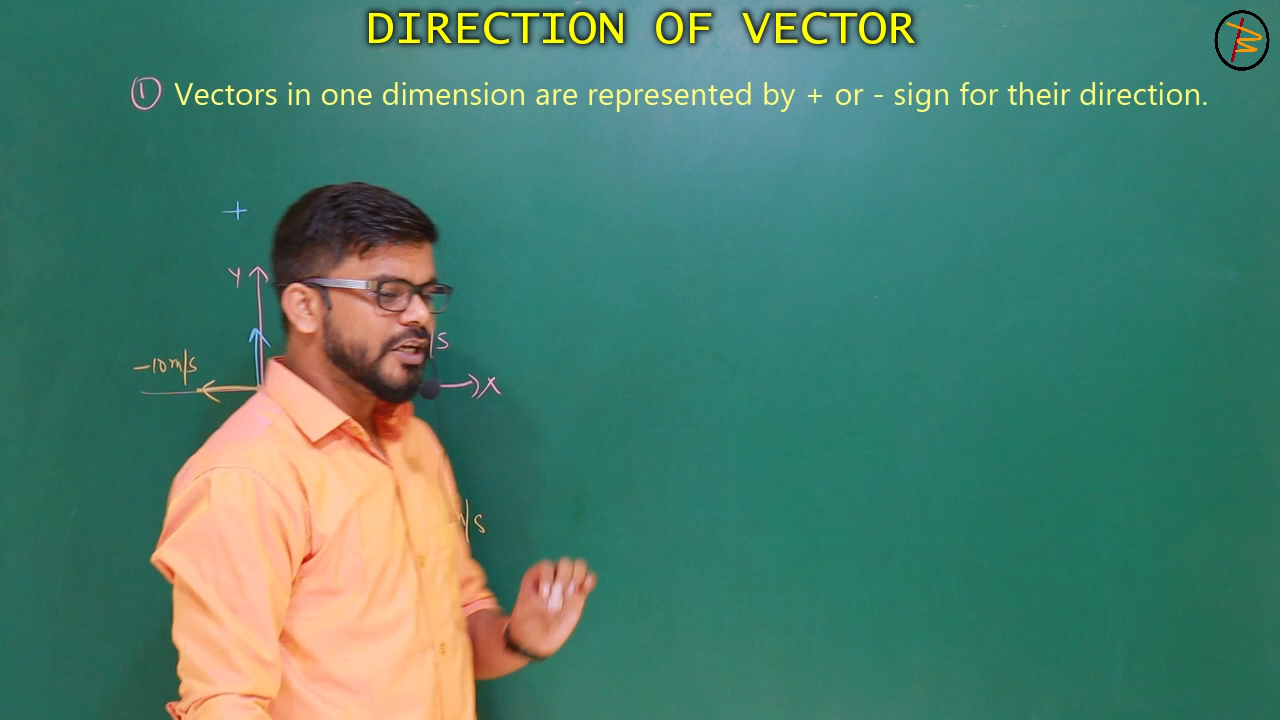 DIRECTION OF VECTOR
① Vectors in one dimension are represented by + or - sign for their direction.
+
Y
/s
-10m/s
X
/s